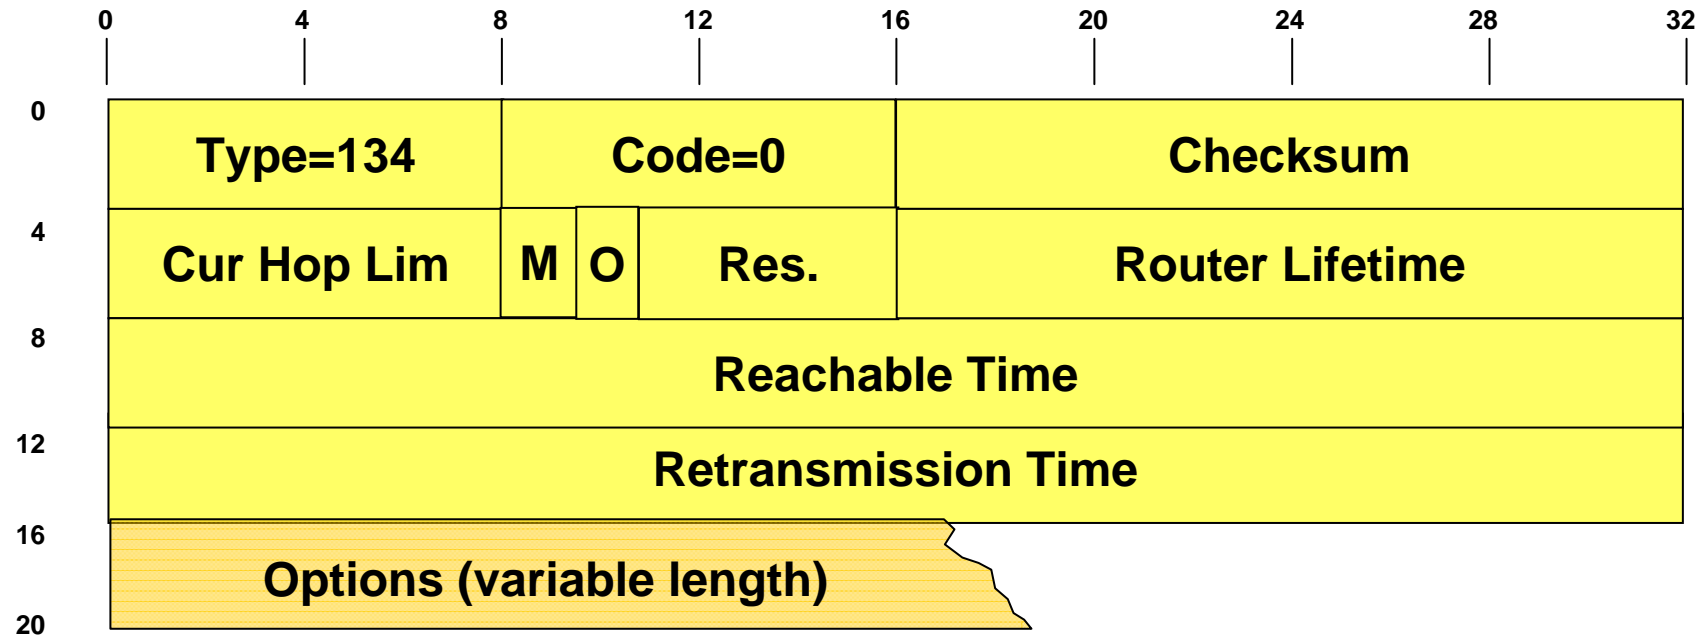 0 4 8 12 16 20 24 28 32
0 Type=134 Code=0 Checksum
4 Cur Hop Lim M O Res. Router Lifetime
8 Reachable Time
12 Retransmission Time
16 Options (variable length)
20